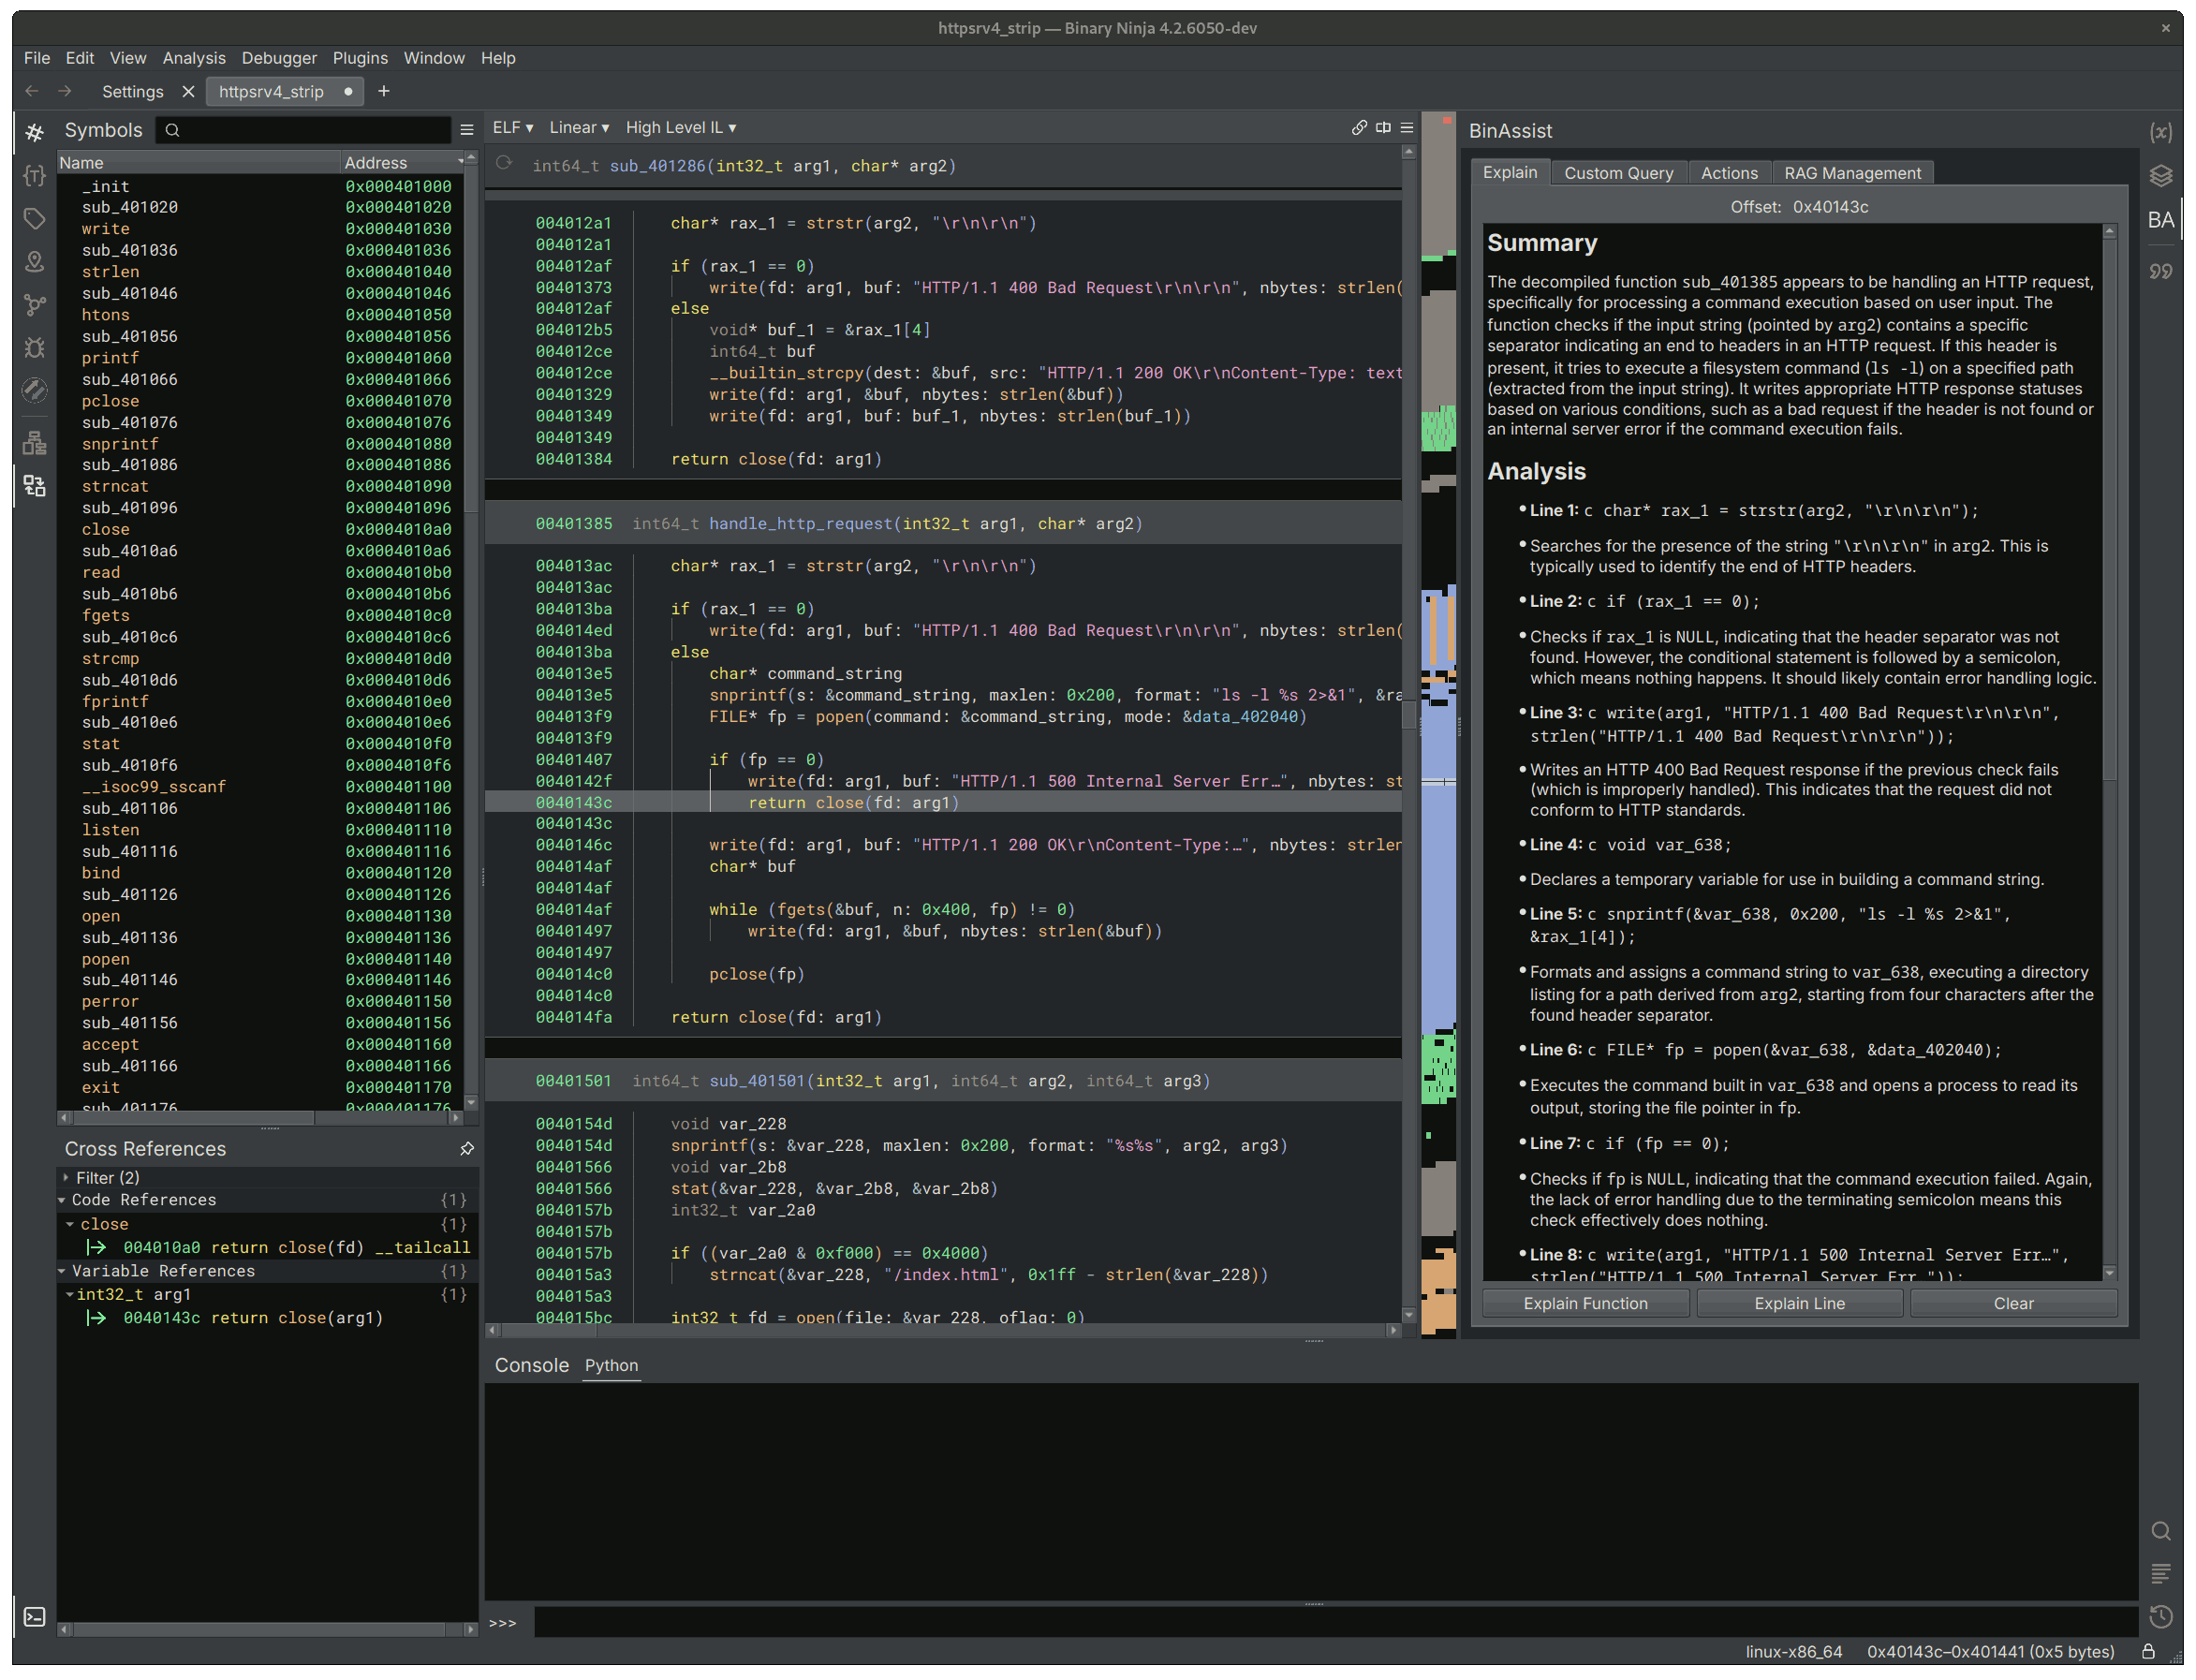 httpsrv4_strip — Binary Ninja 4.2.6050-dev
File Edit View Analysis Debugger Plugins Window Help
Settings httpsrv4_strip
Symbols
Name Address
_init 0x000401000
sub_401020 0x000401020
write 0x000401030
sub_401036 0x000401036
strlen 0x000401040
sub_401046 0x000401046
htons 0x000401050
sub_401056 0x000401056
printf 0x000401060
sub_401066 0x000401066
pclose 0x000401070
sub_401076 0x000401076
snprintf 0x000401080
sub_401086 0x000401086
strncat 0x000401090
sub_401096 0x000401096
close 0x0004010a0
sub_4010a6 0x0004010a6
read 0x0004010b0
sub_4010b6 0x0004010b6
fgets 0x0004010c0
sub_4010c6 0x0004010c6
strcmp 0x0004010d0
sub_4010d6 0x0004010d6
fprintf 0x0004010e0
sub_4010e6 0x0004010e6
stat 0x0004010f0
sub_4010f6 0x0004010f6
__isoc99_sscanf 0x000401100
sub_401106 0x000401106
listen 0x000401110
sub_401116 0x000401116
bind 0x000401120
sub_401126 0x000401126
open 0x000401130
sub_401136 0x000401136
popen 0x000401140
sub_401146 0x000401146
perror 0x000401150
sub_401156 0x000401156
accept 0x000401160
sub_401166 0x000401166
exit 0x000401170
sub_401176 0x000401176
Cross References
Filter (2)
Code References {1}
close {1}
004010a0 return close(fd) __tailcall
Variable References {1}
int32_t arg1 {1}
0040143c return close(arg1)
ELF ▾ Linear ▾ High Level IL ▾
int64_t sub_401286(int32_t arg1, char* arg2)
004012a1 char* rax_1 = strstr(arg2, "\r\n\r\n")
004012a1
004012af if (rax_1 == 0)
00401373 write(fd: arg1, buf: "HTTP/1.1 400 Bad Request\r\n\r\n", nbytes: strlen(
004012af else
004012b5 void* buf_1 = &rax_1[4]
004012ce int64_t buf
004012ce __builtin_strcpy(dest: &buf, src: "HTTP/1.1 200 OK\r\nContent-Type: text
00401329 write(fd: arg1, &buf, nbytes: strlen(&buf))
00401349 write(fd: arg1, buf: buf_1, nbytes: strlen(buf_1))
00401349
00401384 return close(fd: arg1)
00401385 int64_t handle_http_request(int32_t arg1, char* arg2)
004013ac char* rax_1 = strstr(arg2, "\r\n\r\n")
004013ac
004013ba if (rax_1 == 0)
004014ed write(fd: arg1, buf: "HTTP/1.1 400 Bad Request\r\n\r\n", nbytes: strlen(
004013ba else
004013e5 char* command_string
004013e5 snprintf(s: &command_string, maxlen: 0x200, format: "ls -l %s 2>&1", &ra
004013f9 FILE* fp = popen(command: &command_string, mode: &data_402040)
004013f9
00401407 if (fp == 0)
0040142f write(fd: arg1, buf: "HTTP/1.1 500 Internal Server Err…", nbytes: st
0040143c return close(fd: arg1)
0040143c
0040146c write(fd: arg1, buf: "HTTP/1.1 200 OK\r\nContent-Type:…", nbytes: strler
004014af char* buf
004014af
004014af while (fgets(&buf, n: 0x400, fp) != 0)
00401497 write(fd: arg1, &buf, nbytes: strlen(&buf))
00401497
004014c0 pclose(fp)
004014c0
004014fa return close(fd: arg1)
00401501 int64_t sub_401501(int32_t arg1, int64_t arg2, int64_t arg3)
0040154d void var_228
0040154d snprintf(s: &var_228, maxlen: 0x200, format: "%s%s", arg2, arg3)
00401566 void var_2b8
00401566 stat(&var_228, &var_2b8, &var_2b8)
0040157b int32_t var_2a0
0040157b
0040157b if ((var_2a0 & 0xf000) == 0x4000)
004015a3 strncat(&var_228, "/index.html", 0x1ff - strlen(&var_228))
004015a3
004015bc int32_t fd = open(file: &var_228, oflag: 0)
Console Python
>>>
BinAssist
Explain Custom Query Actions RAG Management
Offset: 0x40143c
Summary
The decompiled function sub_401385 appears to be handling an HTTP request,
specifically for processing a command execution based on user input. The
function checks if the input string (pointed by arg2) contains a specific
separator indicating an end to headers in an HTTP request. If this header is
present, it tries to execute a filesystem command (ls -l) on a specified path
(extracted from the input string). It writes appropriate HTTP response statuses
based on various conditions, such as a bad request if the header is not found or
an internal server error if the command execution fails.
Analysis
• Line 1: c char* rax_1 = strstr(arg2, "\r\n\r\n");
• Searches for the presence of the string "\r\n\r\n" in arg2. This is
typically used to identify the end of HTTP headers.
• Line 2: c if (rax_1 == 0);
• Checks if rax_1 is NULL, indicating that the header separator was not
found. However, the conditional statement is followed by a semicolon,
which means nothing happens. It should likely contain error handling logic.
• Line 3: c write(arg1, "HTTP/1.1 400 Bad Request\r\n\r\n",
strlen("HTTP/1.1 400 Bad Request\r\n\r\n"));
• Writes an HTTP 400 Bad Request response if the previous check fails
(which is improperly handled). This indicates that the request did not
conform to HTTP standards.
• Line 4: c void var_638;
• Declares a temporary variable for use in building a command string.
• Line 5: c snprintf(&var_638, 0x200, "ls -l %s 2>&1",
&rax_1[4]);
• Formats and assigns a command string to var_638, executing a directory
listing for a path derived from arg2, starting from four characters after the
found header separator.
• Line 6: c FILE* fp = popen(&var_638, &data_402040);
• Executes the command built in var_638 and opens a process to read its
output, storing the file pointer in fp.
• Line 7: c if (fp == 0);
• Checks if fp is NULL, indicating that the command execution failed. Again,
the lack of error handling due to the terminating semicolon means this
check effectively does nothing.
• Line 8: c write(arg1, "HTTP/1.1 500 Internal Server Err…",
strlen("HTTP/1.1 500 Internal Server Err…"));
Explain Function Explain Line Clear
BA
linux-x86_64 0x40143c–0x401441 (0x5 bytes)